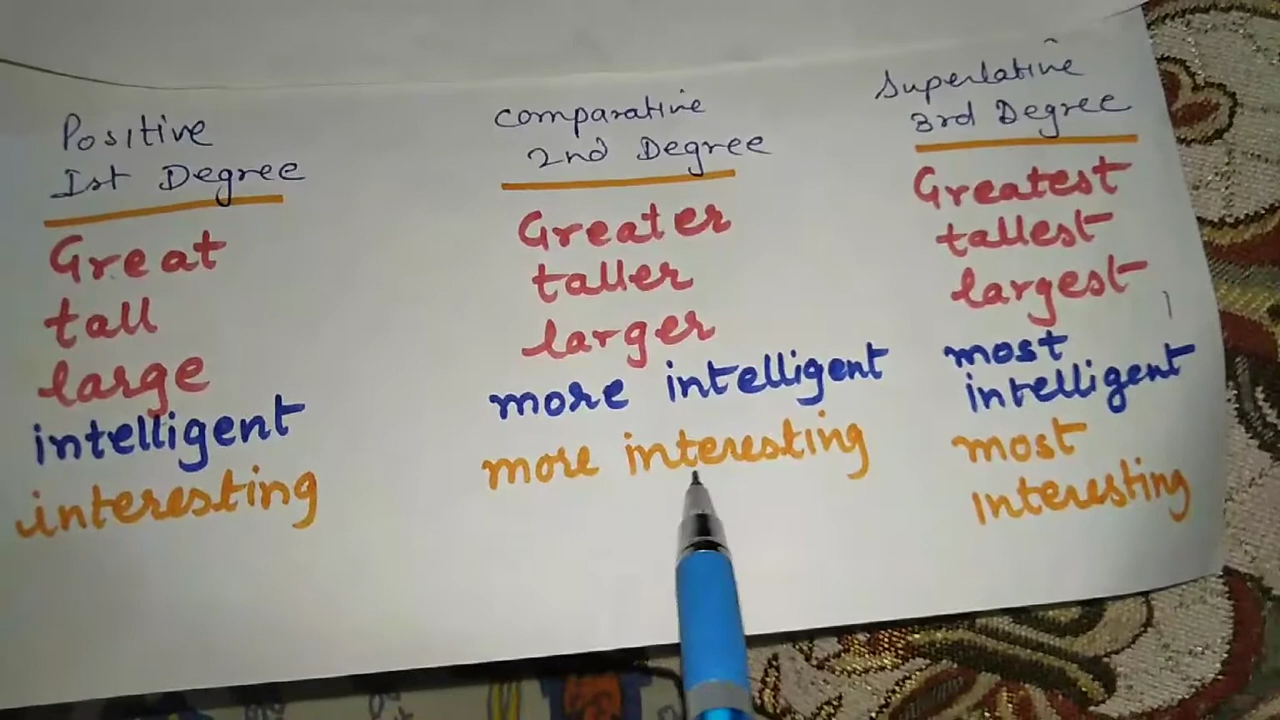 Positive
1st Degree
Great
tall
large
intelligent
interesting
comparative
2nd Degree
Greater
taller
larger
more intelligent
more interesting
Superlative
3rd Degree
Greatest
tallest
largest
most
intelligent
most
Interesting